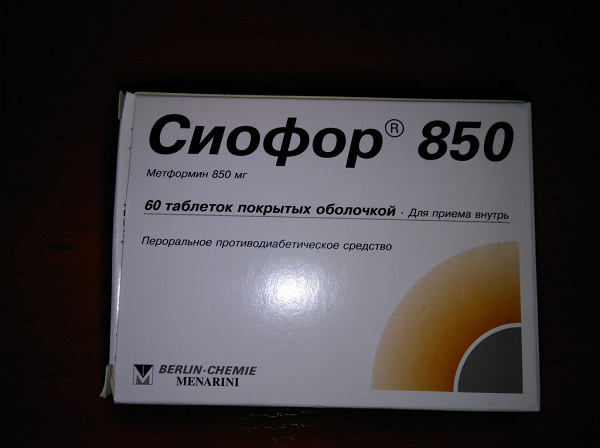 Сиофор® 850
Метформин 850 мг
60 таблеток покрытых оболочкой · Для приема внутрь
Пероральное противодиабетическое средство
BERLIN-CHEMIE
MENARINI